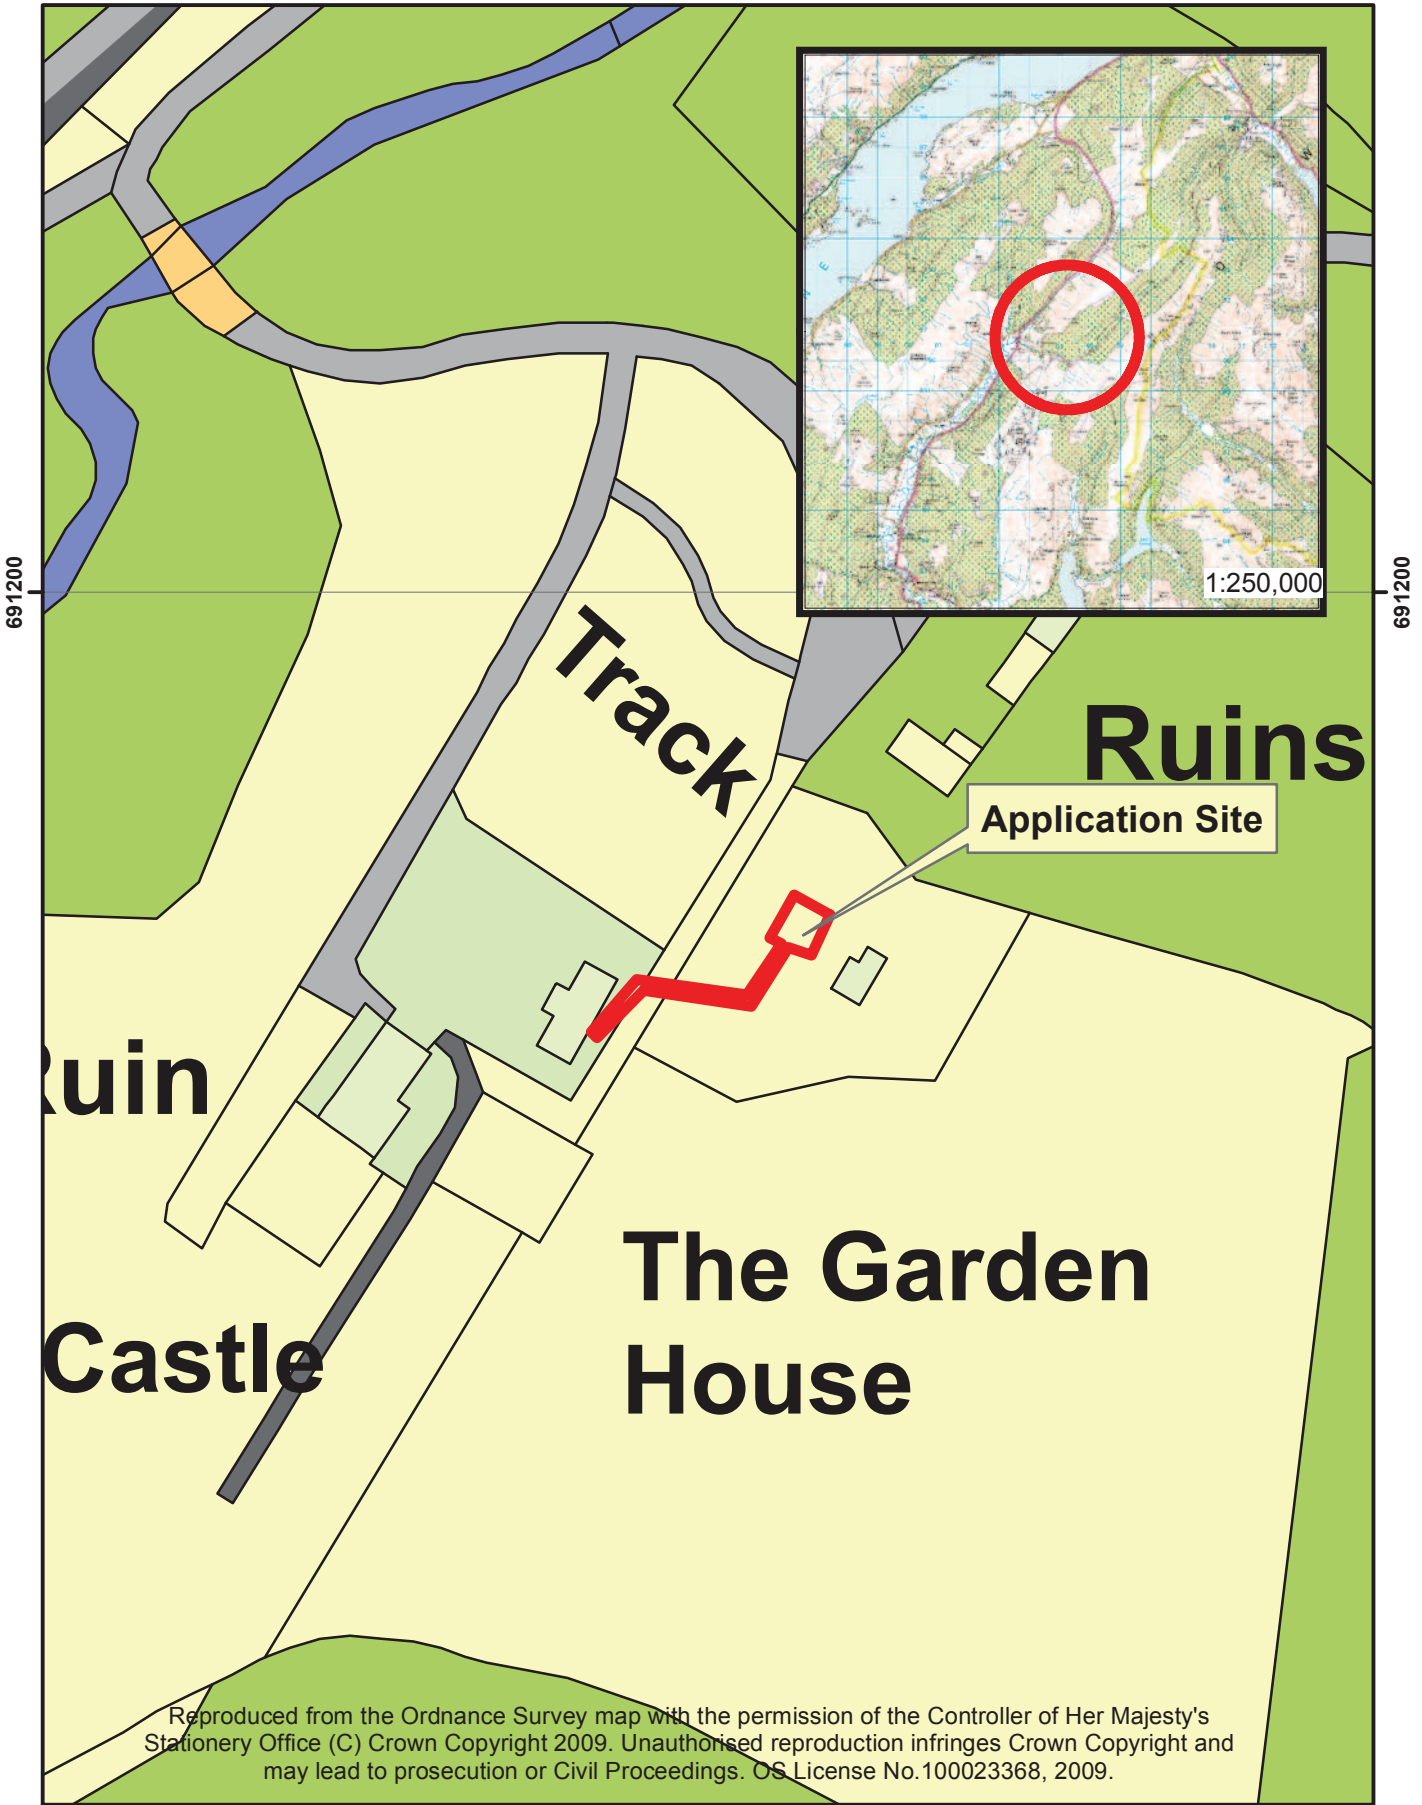 1:250,000
691200
691200
Track
Ruins
Application Site
Ruin
The Garden
House
Castle
Reproduced from the Ordnance Survey map with the permission of the Controller of Her Majesty's
Stationery Office (C) Crown Copyright 2009. Unauthorised reproduction infringes Crown Copyright and
may lead to prosecution or Civil Proceedings. OS License No.100023368, 2009.